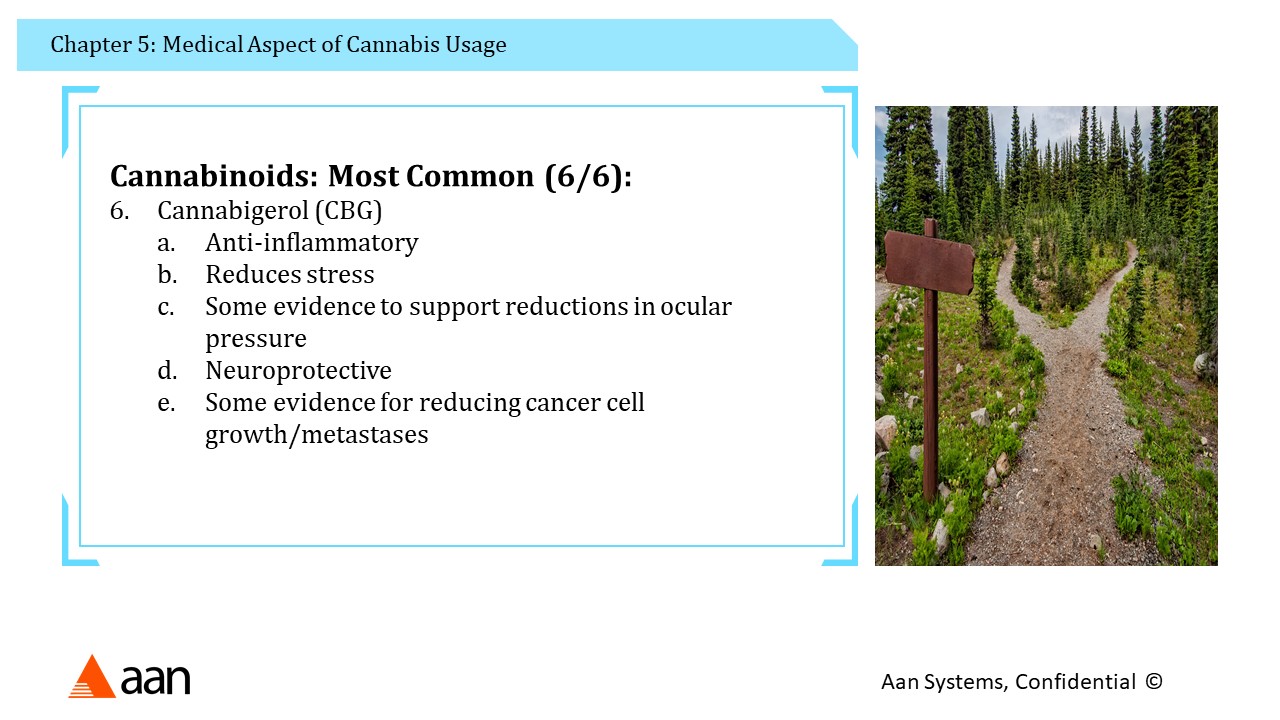 Chapter 5: Medical Aspect of Cannabis Usage
Cannabinoids: Most Common (6/6):
6. Cannabigerol (CBG)
a. Anti-inflammatory
b. Reduces stress
c. Some evidence to support reductions in ocular
pressure
d. Neuroprotective
e. Some evidence for reducing cancer cell
growth/metastases
aan
Aan Systems, Confidential ©